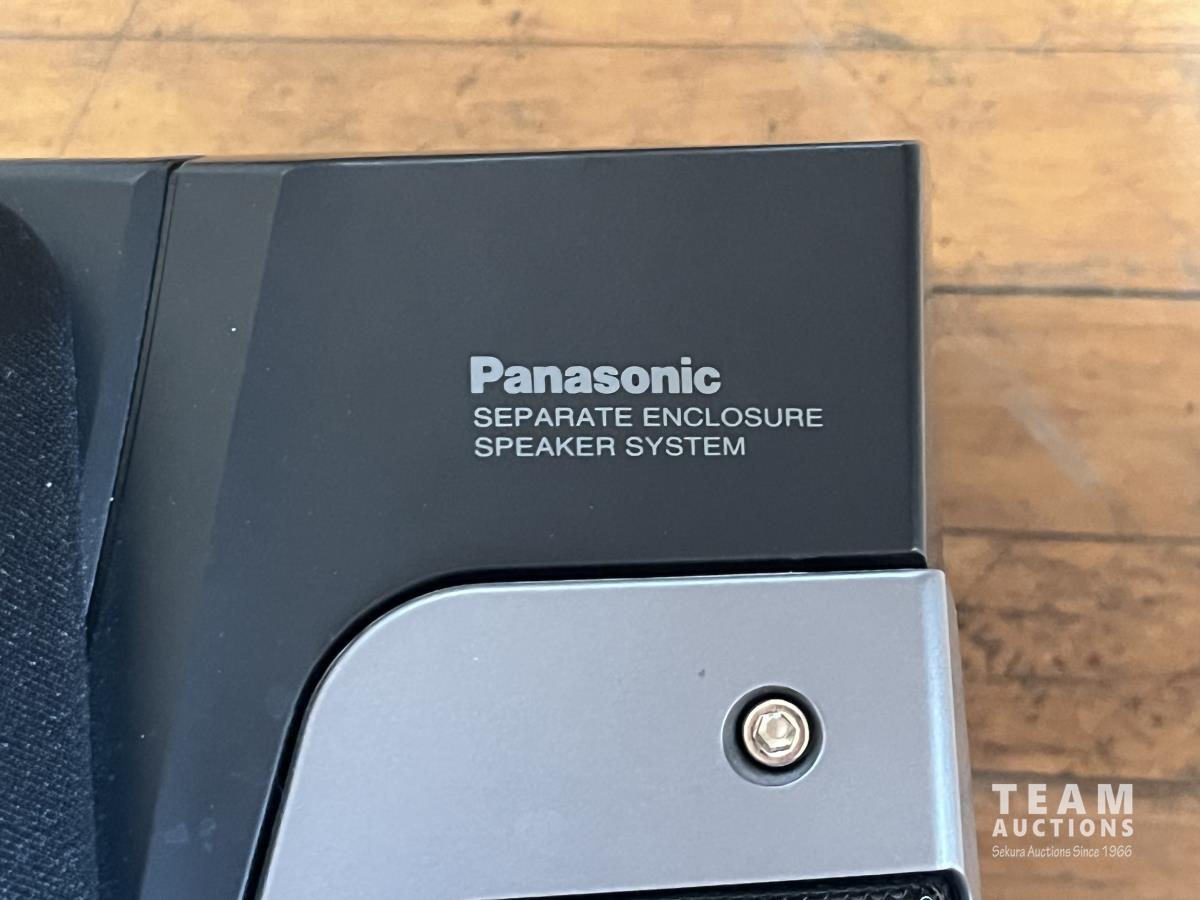 Panasonic
SEPARATE ENCLOSURE
SPEAKER SYSTEM
TEAM
AUCTIONS
Sekura Auctions Since 1966